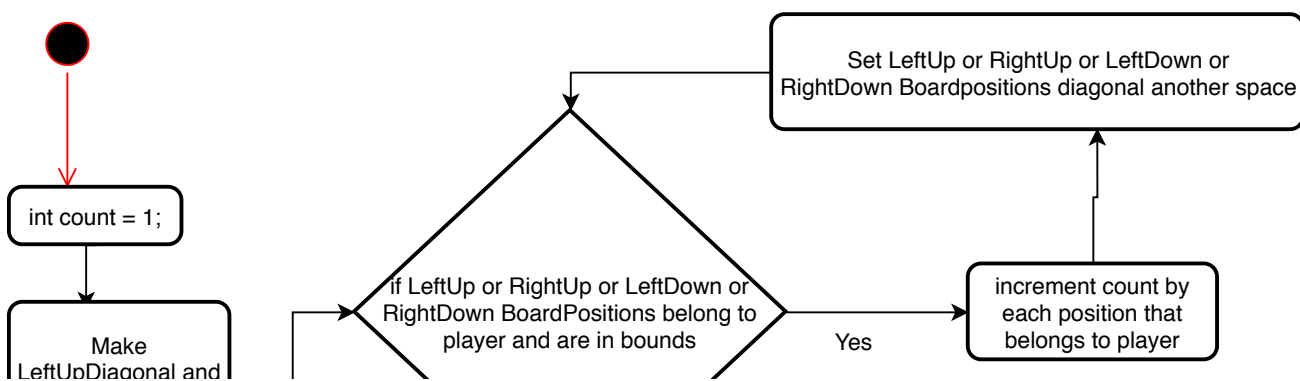 int count = 1;
Make
LeftUpDiagonal and
if LeftUp or RightUp or LeftDown or
RightDown BoardPositions belong to
player and are in bounds
Yes
Set LeftUp or RightUp or LeftDown or
RightDown Boardpositions diagonal another space
increment count by
each position that
belongs to player